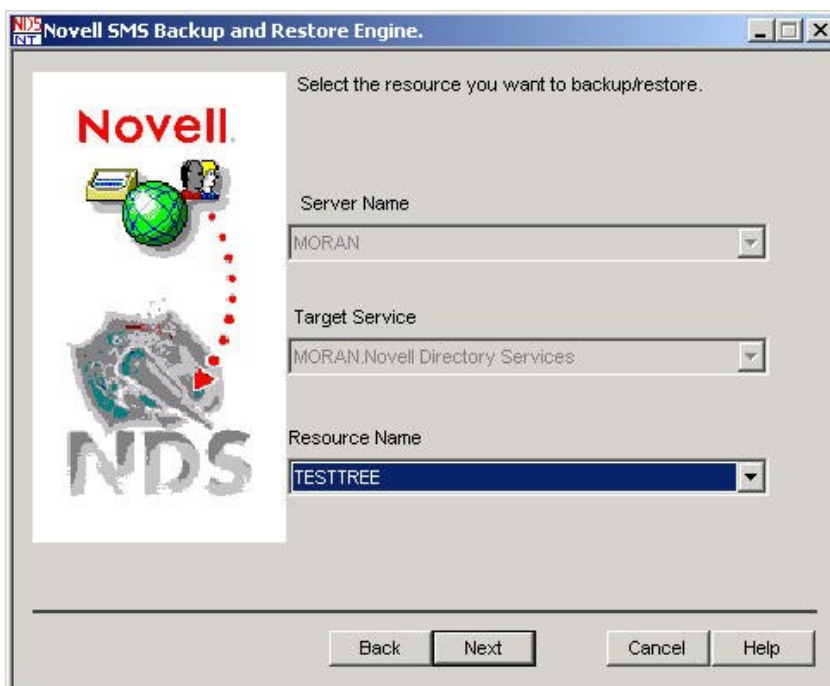 NDS
NT
Novell SMS Backup and Restore Engine.
Select the resource you want to backup/restore.
Novell.
Server Name
MORAN
Target Service
MORAN.Novell Directory Services
Resource Name
TESTTREE
NDS
Back
Next
Cancel
Help